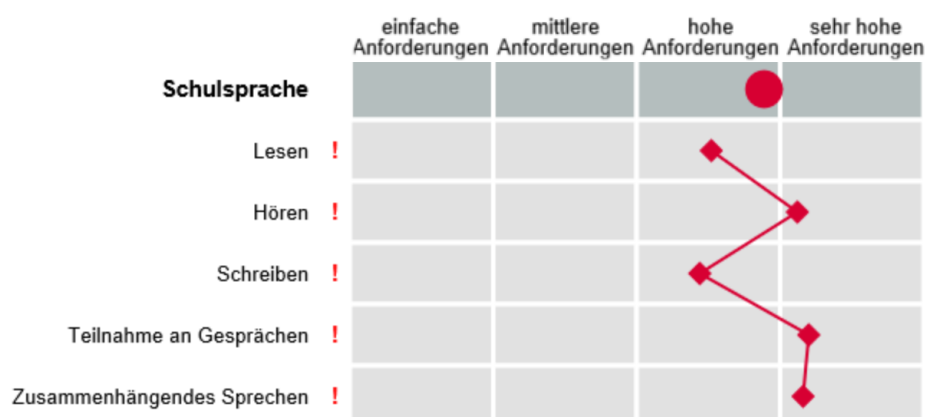 einfache Anforderungen mittlere Anforderungen hohe Anforderungen sehr hohe Anforderungen
Schulsprache
Lesen !
Hören !
Schreiben !
Teilnahme an Gesprächen !
Zusammenhängendes Sprechen !